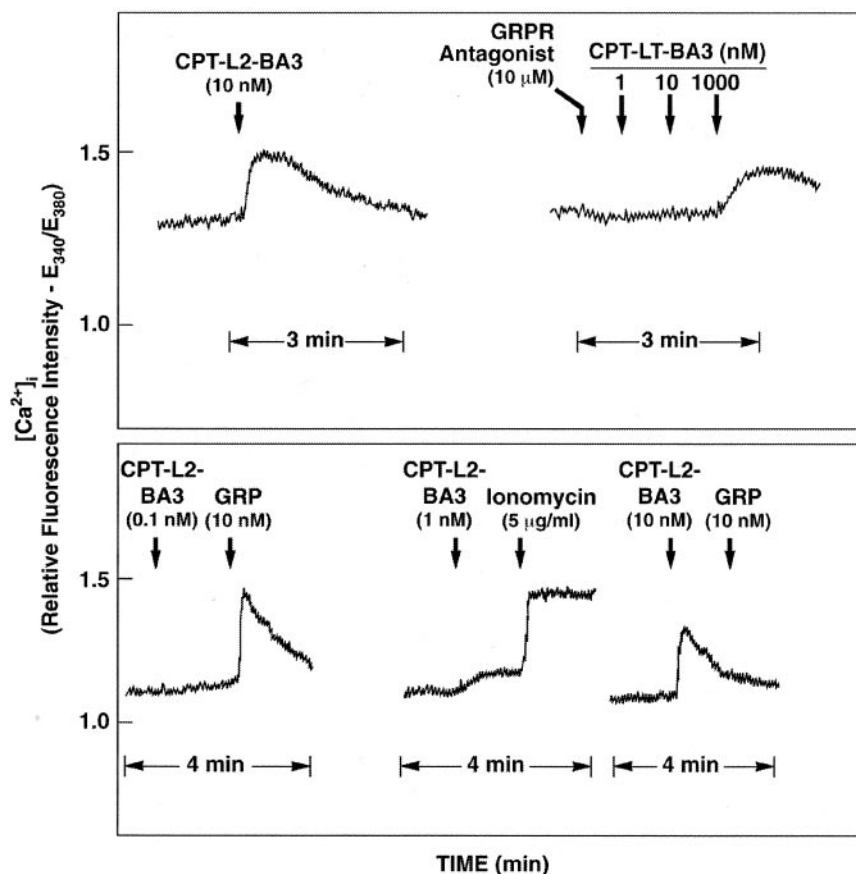 CPT-L2-BA3
(10 nM)
GRPR
Antagonist
(10 μM)
CPT-LT-BA3 (nM)
1 10 1000
1.5
1.0
3 min
3 min
[Ca²⁺]i
(Relative Fluorescence Intensity - E340/E380)
CPT-L2-
BA3
(0.1 nM)
GRP
(10 nM)
CPT-L2-
BA3
(1 nM)
Ionomycin
(5 μg/ml)
CPT-L2-
BA3
(10 nM)
GRP
(10 nM)
1.5
1.0
4 min
4 min
4 min
TIME (min)